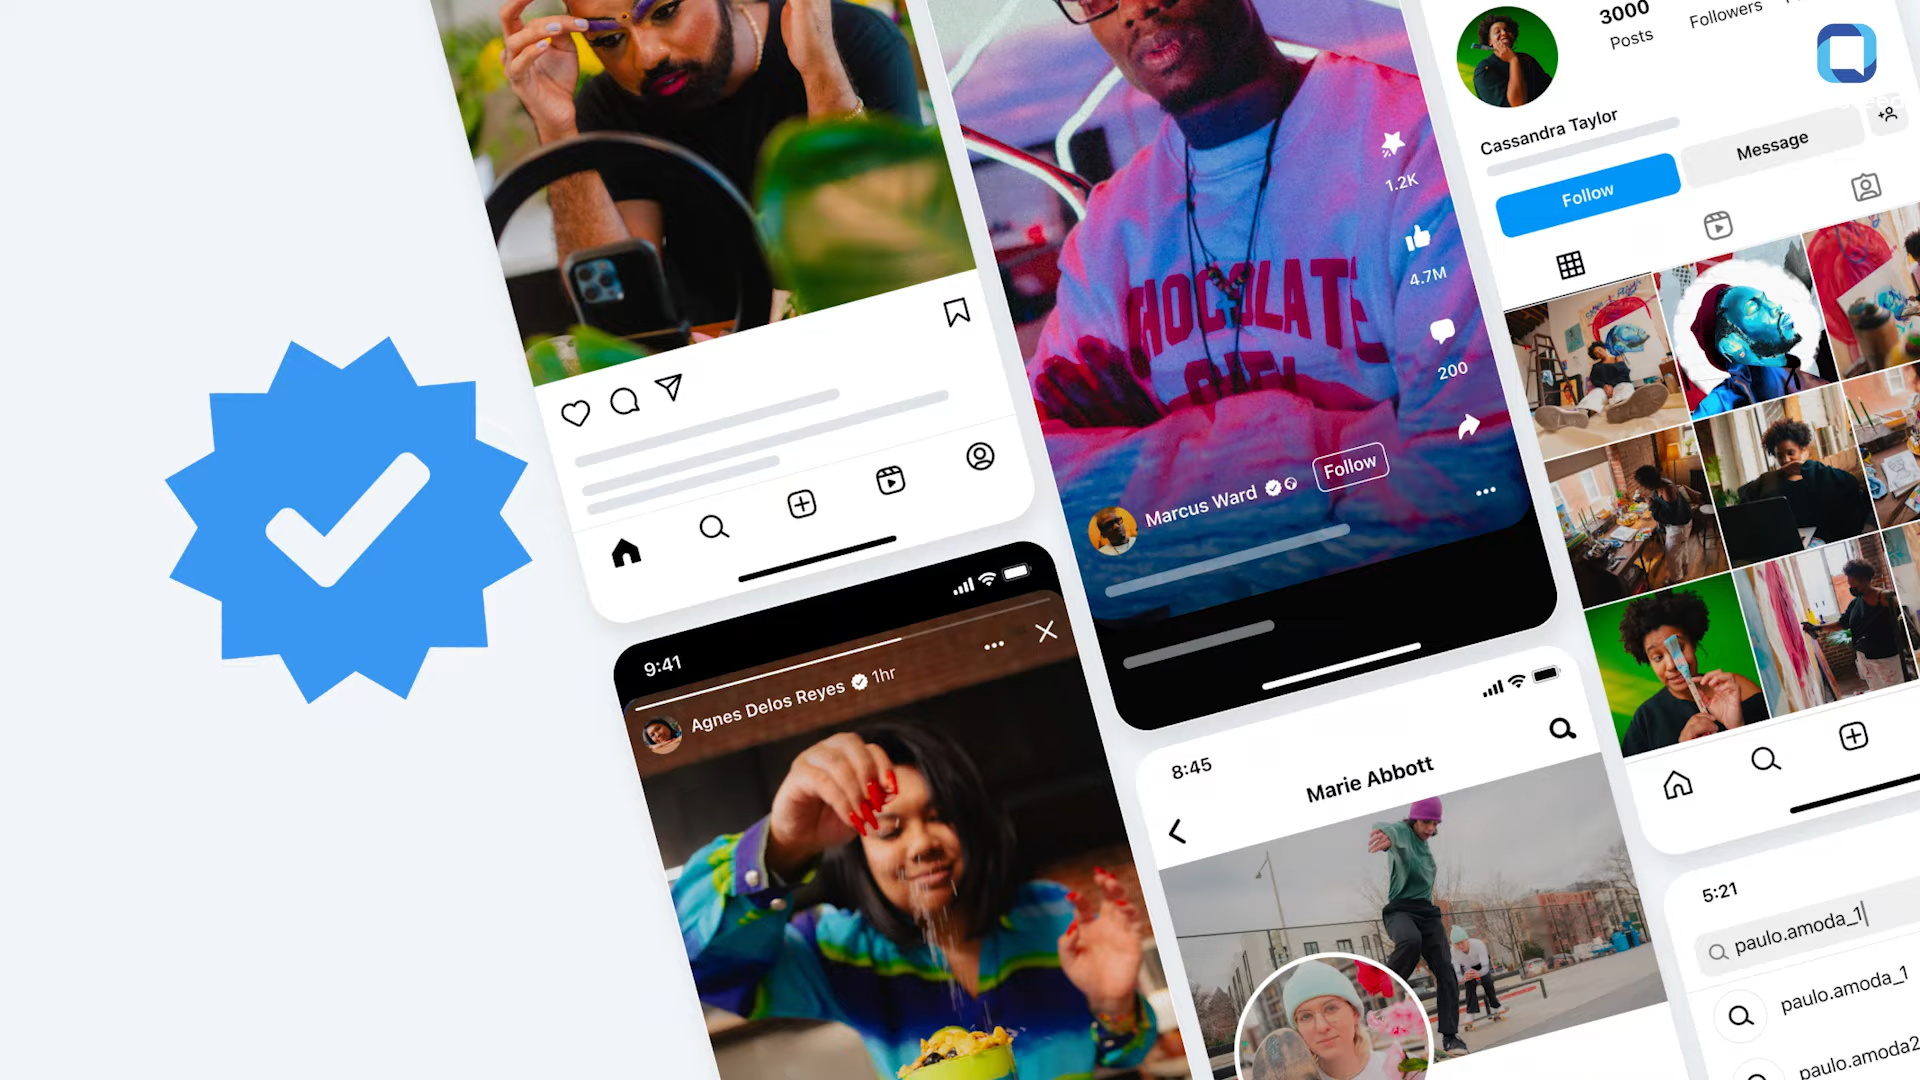 CHOCOLATE
1.2K
4.7M
200
Marcus Ward
Follow
9:41
Agnes Delos Reyes 1hr
3000
Posts
Followers
Cassandra Taylor
Follow
Message
8:45
Marie Abbott
5:21
paulo.amoda_1
paulo.amoda_1
paulo.amoda2